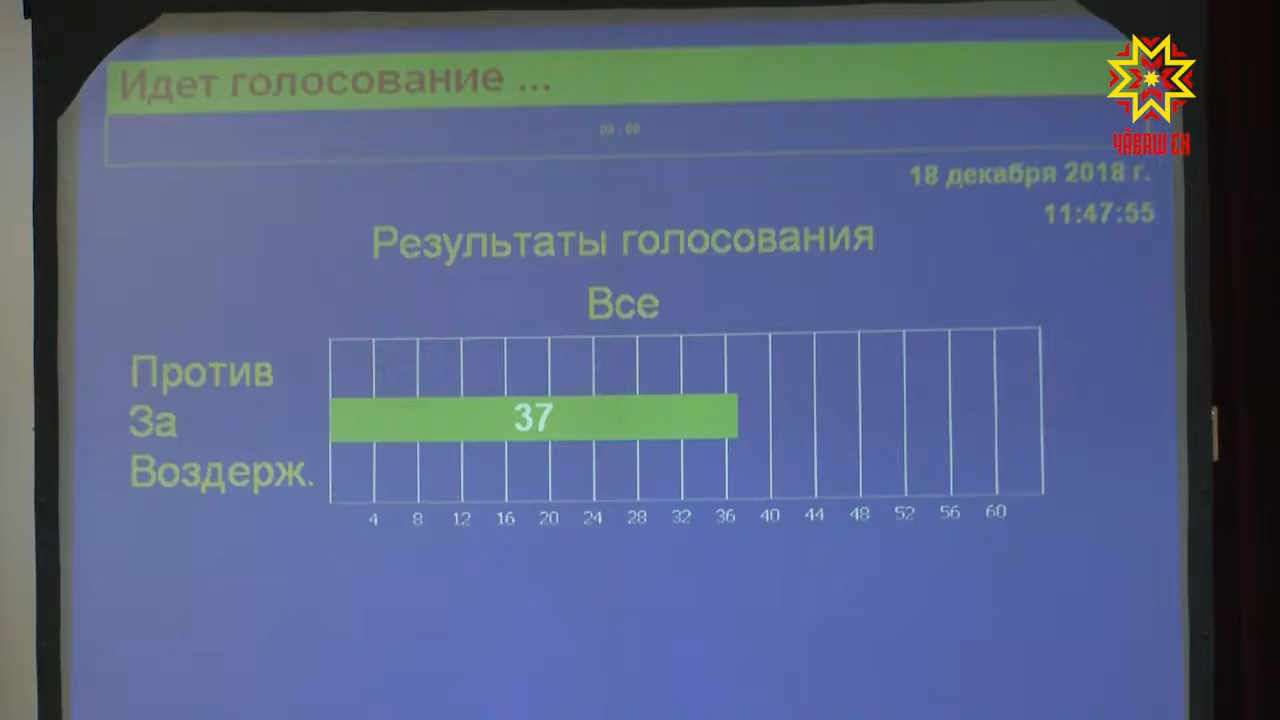 Идет голосование ...
00 : 00
ЧӐВАШ ЕН
18 декабря 2018 г.
11:47:55
Результаты голосования
Все
Против
За
37
Воздерж.
4 8 12 16 20 24 28 32 36 40 44 48 52 56 60